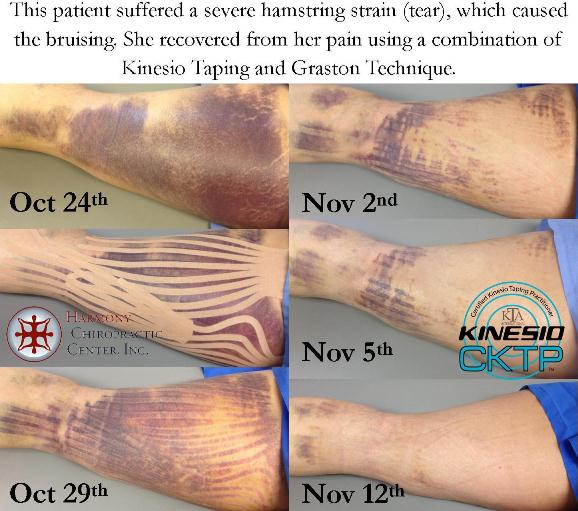 This patient suffered a severe hamstring strain (tear), which caused
the bruising. She recovered from her pain using a combination of
Kinesio Taping and Graston Technique.
Oct 24th
Harmony
Chiropractic
Center, Inc.
Oct 29th
Nov 2nd
Nov 5th
Certified Kinesio Taping Practitioner
KTA
KINESIO
CKTP
TM
Nov 12th